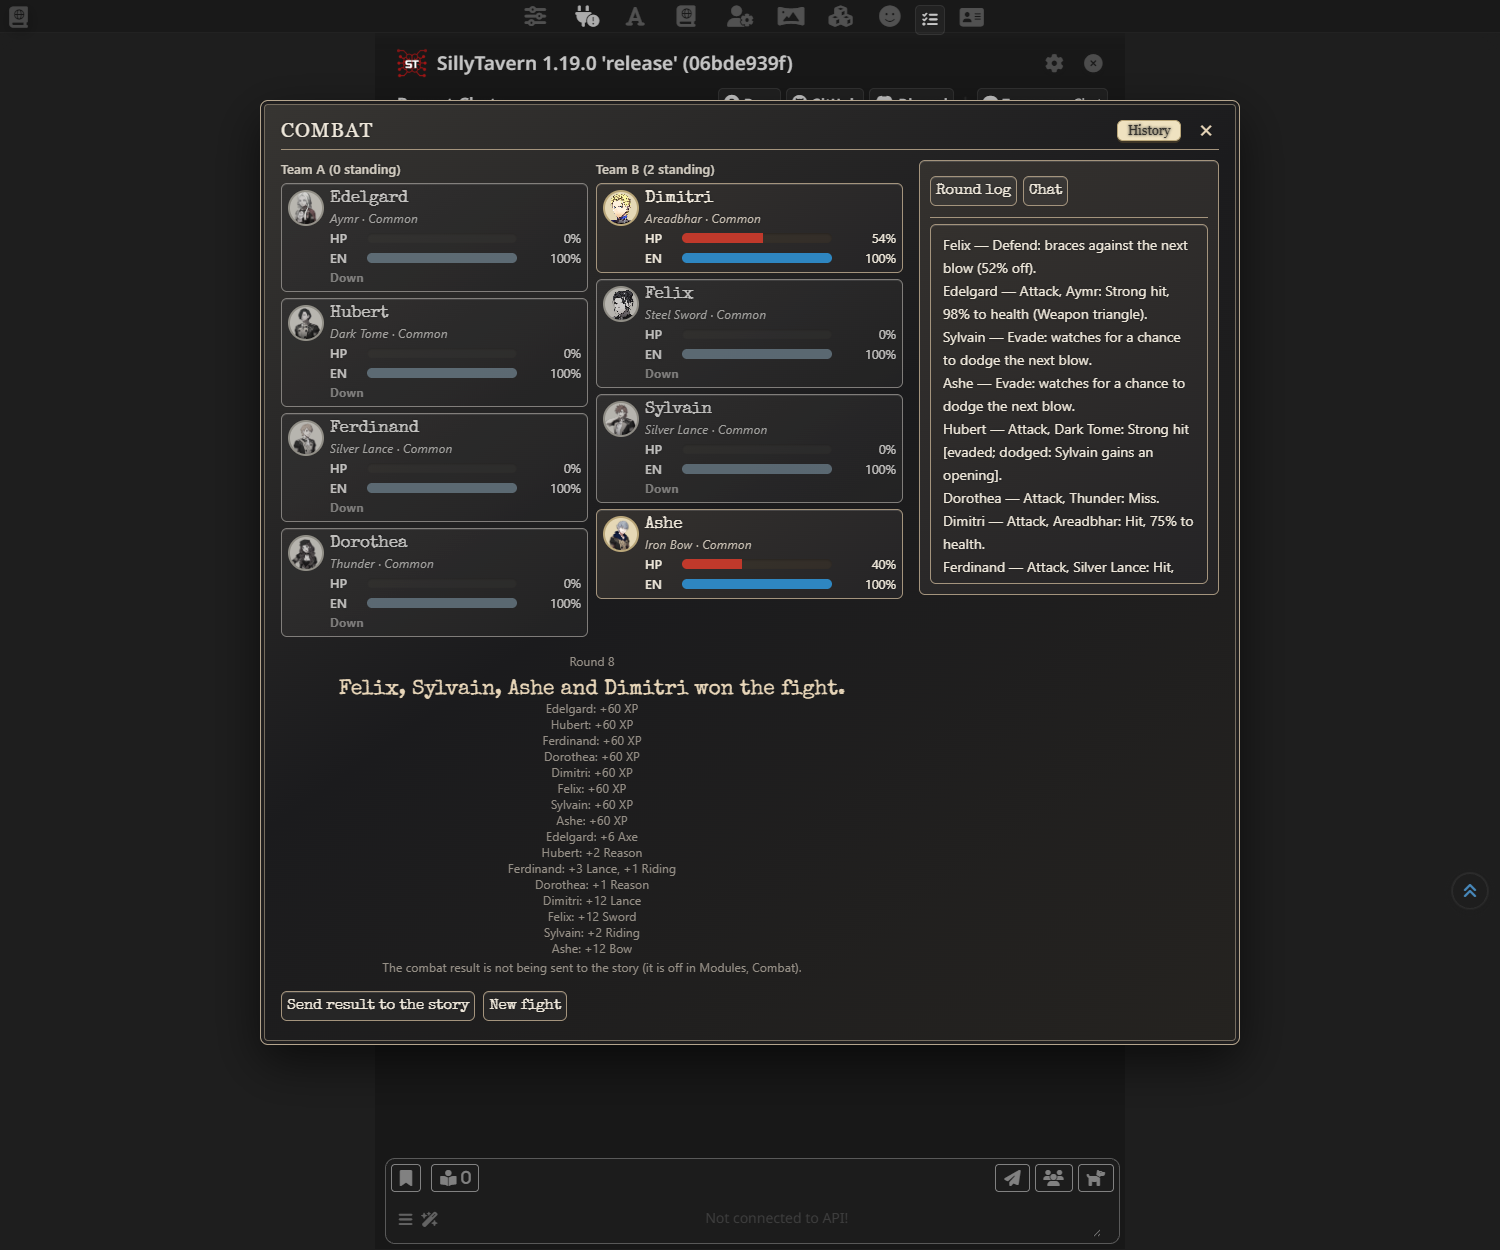 SillyTavern 1.19.0 'release' (06bde939f)
COMBAT
History
Team A (0 standing)
Edelgard
Aymr · Common
HP 0%
EN 100%
Down
Hubert
Dark Tome · Common
HP 0%
EN 100%
Down
Ferdinand
Silver Lance · Common
HP 0%
EN 100%
Down
Dorothea
Thunder · Common
HP 0%
EN 100%
Down
Team B (2 standing)
Dimitri
Areadbhar · Common
HP 54%
EN 100%
Felix
Steel Sword · Common
HP 0%
EN 100%
Down
Sylvain
Silver Lance · Common
HP 0%
EN 100%
Down
Ashe
Iron Bow · Common
HP 40%
EN 100%
Round log Chat
Felix — Defend: braces against the next
blow (52% off).
Edelgard — Attack, Aymr: Strong hit,
98% to health (Weapon triangle).
Sylvain — Evade: watches for a chance
to dodge the next blow.
Ashe — Evade: watches for a chance to
dodge the next blow.
Hubert — Attack, Dark Tome: Strong hit
[evaded; dodged: Sylvain gains an
opening].
Dorothea — Attack, Thunder: Miss.
Dimitri — Attack, Areadbhar: Hit, 75% to
health.
Ferdinand — Attack, Silver Lance: Hit,
Round 8
Felix, Sylvain, Ashe and Dimitri won the fight.
Edelgard: +60 XP
Hubert: +60 XP
Ferdinand: +60 XP
Dorothea: +60 XP
Dimitri: +60 XP
Felix: +60 XP
Sylvain: +60 XP
Ashe: +60 XP
Edelgard: +6 Axe
Hubert: +2 Reason
Ferdinand: +3 Lance, +1 Riding
Dorothea: +1 Reason
Dimitri: +12 Lance
Felix: +12 Sword
Sylvain: +2 Riding
Ashe: +12 Bow
The combat result is not being sent to the story (it is off in Modules, Combat).
Send result to the story New fight
0
Not connected to API!